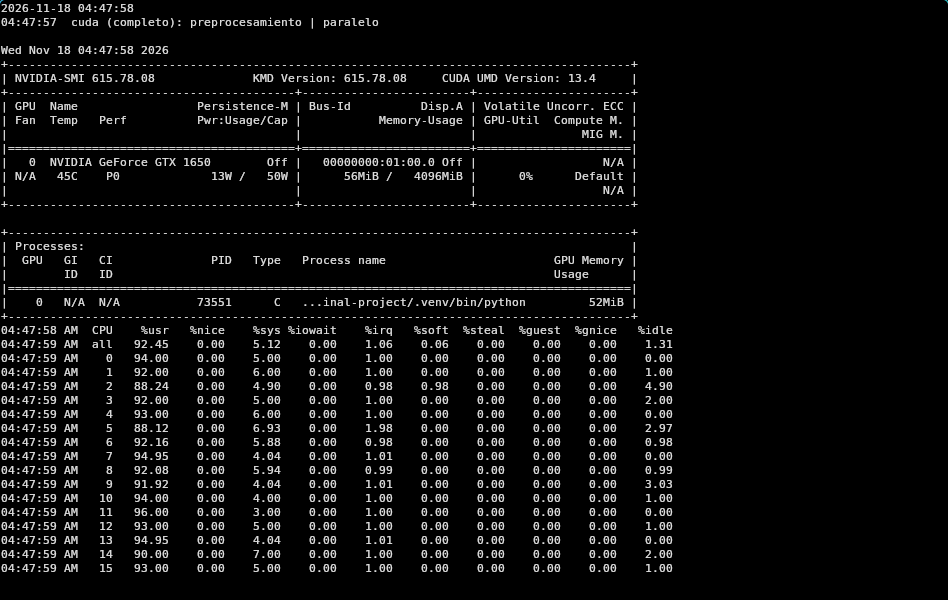 2026-11-18 04:47:58
04:47:57  cuda (completo): preprocesamiento | paralelo
Wed Nov 18 04:47:58 2026
+-----------------------------------------------------------------------------------------+
| NVIDIA-SMI 615.78.08              KMD Version: 615.78.08     CUDA UMD Version: 13.4     |
+-----------------------------------------+------------------------+----------------------+
| GPU  Name                 Persistence-M | Bus-Id          Disp.A | Volatile Uncorr. ECC |
| Fan  Temp   Perf          Pwr:Usage/Cap |           Memory-Usage | GPU-Util  Compute M. |
|                                         |                        |               MIG M. |
|=========================================+========================+======================|
|   0  NVIDIA GeForce GTX 1650        Off |   00000000:01:00.0 Off |                  N/A |
| N/A   45C    P0             13W /   50W |      56MiB /   4096MiB |      0%      Default |
|                                         |                        |                  N/A |
+-----------------------------------------+------------------------+----------------------+
+-----------------------------------------------------------------------------------------+
| Processes:                                                                              |
|  GPU   GI   CI              PID   Type   Process name                        GPU Memory |
|        ID   ID                                                               Usage      |
|=========================================================================================|
|    0   N/A  N/A           73551      C   ...inal-project/.venv/bin/python         52MiB |
+-----------------------------------------------------------------------------------------+
04:47:58 AM  CPU    %usr   %nice    %sys %iowait    %irq   %soft  %steal  %guest  %gnice   %idle
04:47:59 AM  all   92.45    0.00    5.12    0.00    1.06    0.06    0.00    0.00    0.00    1.31
04:47:59 AM    0   94.00    0.00    5.00    0.00    1.00    0.00    0.00    0.00    0.00    0.00
04:47:59 AM    1   92.00    0.00    6.00    0.00    1.00    0.00    0.00    0.00    0.00    1.00
04:47:59 AM    2   88.24    0.00    4.90    0.00    0.98    0.98    0.00    0.00    0.00    4.90
04:47:59 AM    3   92.00    0.00    5.00    0.00    1.00    0.00    0.00    0.00    0.00    2.00
04:47:59 AM    4   93.00    0.00    6.00    0.00    1.00    0.00    0.00    0.00    0.00    0.00
04:47:59 AM    5   88.12    0.00    6.93    0.00    1.98    0.00    0.00    0.00    0.00    2.97
04:47:59 AM    6   92.16    0.00    5.88    0.00    0.98    0.00    0.00    0.00    0.00    0.98
04:47:59 AM    7   94.95    0.00    4.04    0.00    1.01    0.00    0.00    0.00    0.00    0.00
04:47:59 AM    8   92.08    0.00    5.94    0.00    0.99    0.00    0.00    0.00    0.00    0.99
04:47:59 AM    9   91.92    0.00    4.04    0.00    1.01    0.00    0.00    0.00    0.00    3.03
04:47:59 AM   10   94.00    0.00    4.00    0.00    1.00    0.00    0.00    0.00    0.00    1.00
04:47:59 AM   11   96.00    0.00    3.00    0.00    1.00    0.00    0.00    0.00    0.00    0.00
04:47:59 AM   12   93.00    0.00    5.00    0.00    1.00    0.00    0.00    0.00    0.00    1.00
04:47:59 AM   13   94.95    0.00    4.04    0.00    1.01    0.00    0.00    0.00    0.00    0.00
04:47:59 AM   14   90.00    0.00    7.00    0.00    1.00    0.00    0.00    0.00    0.00    2.00
04:47:59 AM   15   93.00    0.00    5.00    0.00    1.00    0.00    0.00    0.00    0.00    1.00